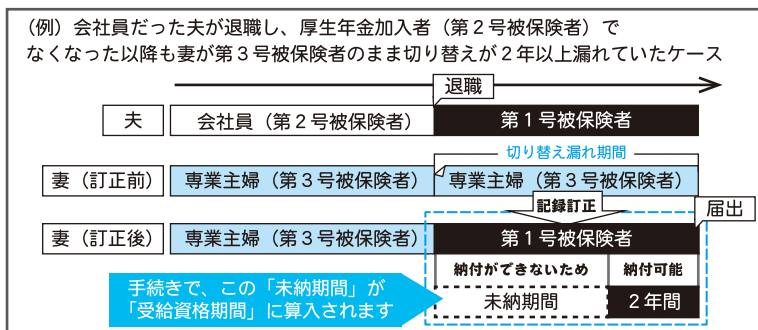 （例）会社員だった夫が退職し、厚生年金加入者（第２号被保険者）で
なくなった以降も妻が第３号被保険者のまま切り替えが２年以上漏れていたケース
退職
夫
会社員（第２号被保険者）
第１号被保険者
切り替え漏れ期間
妻（訂正前）
専業主婦（第３号被保険者）
専業主婦（第３号被保険者）
記録訂正
届出
妻（訂正後）
専業主婦（第３号被保険者）
第１号被保険者
納付ができないため
納付可能
手続きで、この「未納期間」が
「受給資格期間」に算入されます
未納期間
２年間